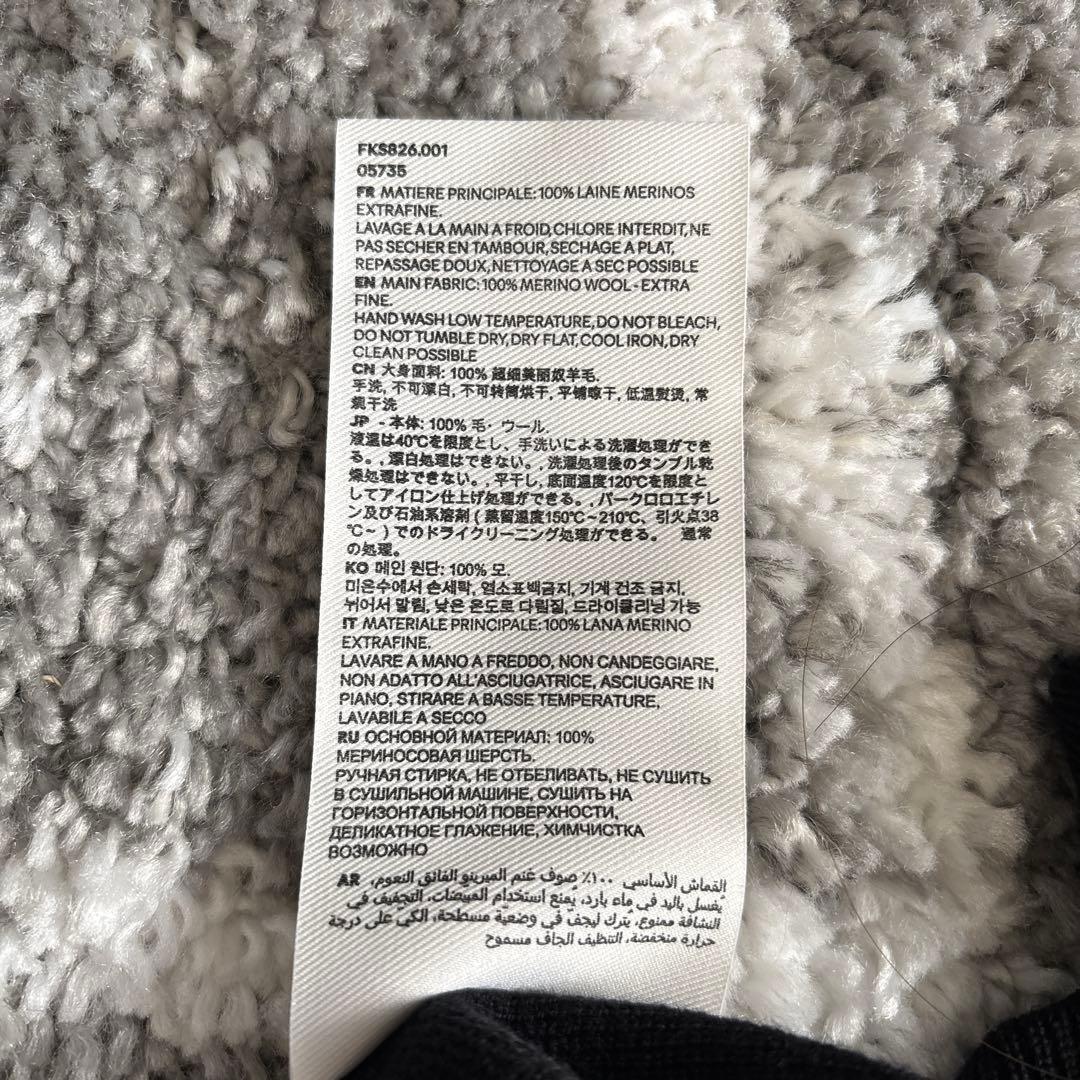 FKS826.001
05735
FR MATIERE PRINCIPALE: 100% LAINE MERINOS
EXTRAFINE.
LAVAGE A LA MAIN A FROID, CHLORE INTERDIT, NE
PAS SECHER EN TAMBOUR, SECHAGE A PLAT,
REPASSAGE DOUX, NETTOYAGE A SEC POSSIBLE
EN MAIN FABRIC: 100% MERINO WOOL - EXTRA
FINE.
HAND WASH LOW TEMPERATURE, DO NOT BLEACH,
DO NOT TUMBLE DRY, DRY FLAT, COOL IRON, DRY
CLEAN POSSIBLE
CN 大身面料: 100% 超细美丽奴羊毛.
手洗, 不可漂白, 不可转筒烘干, 平铺晾干, 低温熨烫, 常
规干洗
JP - 本体: 100% 毛・ウール.
液温は40℃を限度とし、手洗いによる洗濯処理ができ
る。, 漂白処理はできない。, 洗濯処理後のタンブル乾
燥処理はできない。, 平干し, 底面温度120℃を限度と
してアイロン仕上げ処理ができる。, パークロロエチレ
ン及び石油系溶剤 ( 蒸留温度150℃~210℃、引火点38
℃~ ) でのドライクリーニング処理ができる。 通常
の処理。
KO 메인 원단: 100% 모.
미온수에서 손세탁, 염소표백금지, 기계 건조 금지,
뉘어서 말림, 낮은 온도로 다림질, 드라이클리닝 가능
IT MATERIALE PRINCIPALE: 100% LANA MERINO
EXTRAFINE.
LAVARE A MANO A FREDDO, NON CANDEGGIARE,
NON ADATTO ALL'ASCIUGATRICE, ASCIUGARE IN
PIANO, STIRARE A BASSE TEMPERATURE,
LAVABILE A SECCO
RU ОСНОВНОЙ МАТЕРИАЛ: 100%
МЕРИНОСОВАЯ ШЕРСТЬ.
РУЧНАЯ СТИРКА, НЕ ОТБЕЛИВАТЬ, НЕ СУШИТЬ
В СУШИЛЬНОЙ МАШИНЕ, СУШИТЬ НА
ГОРИЗОНТАЛЬНОЙ ПОВЕРХНОСТИ,
ДЕЛИКАТНОЕ ГЛАЖЕНИЕ, ХИМЧИСТКА
ВОЗМОЖНО
AR القماش الأساسي ١٠٠٪ صوف غنم الميرينو الفائق النعوم.
يُغسل باليد في ماء بارد، يُمنع استخدام المبيضات، التجفيف في
النشافة ممنوع، يُترك ليجف في وضعية مسطحة، الكي على درجة
حرارة منخفضة، التنظيف الجاف مسموح